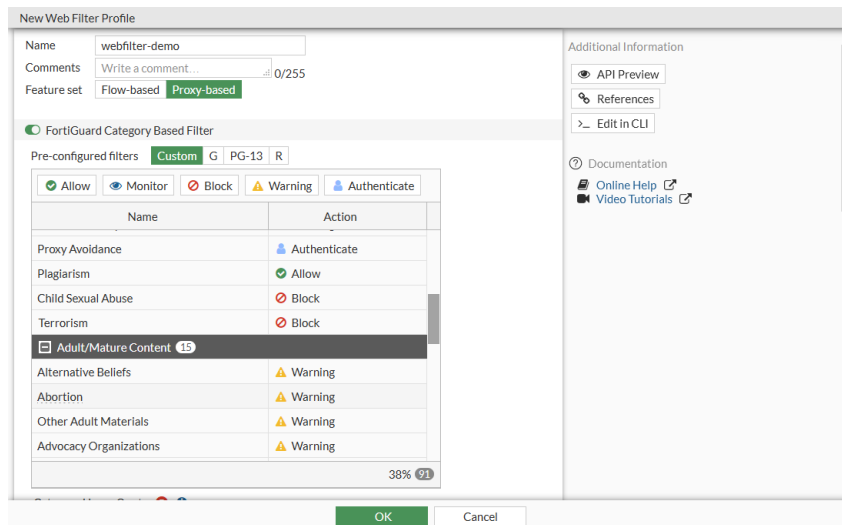 New Web Filter Profile
Name webfilter-demo
Comments Write a comment... 0/255
Feature set Flow-based Proxy-based
FortiGuard Category Based Filter
Pre-configured filters Custom G PG-13 R
Allow Monitor Block Warning Authenticate
Name Action
Proxy Avoidance Authenticate
Plagiarism Allow
Child Sexual Abuse Block
Terrorism Block
Adult/Mature Content 15
Alternative Beliefs Warning
Abortion Warning
Other Adult Materials Warning
Advocacy Organizations Warning
38% 91
OK Cancel
Additional Information
API Preview
References
>_ Edit in CLI
Documentation
Online Help
Video Tutorials